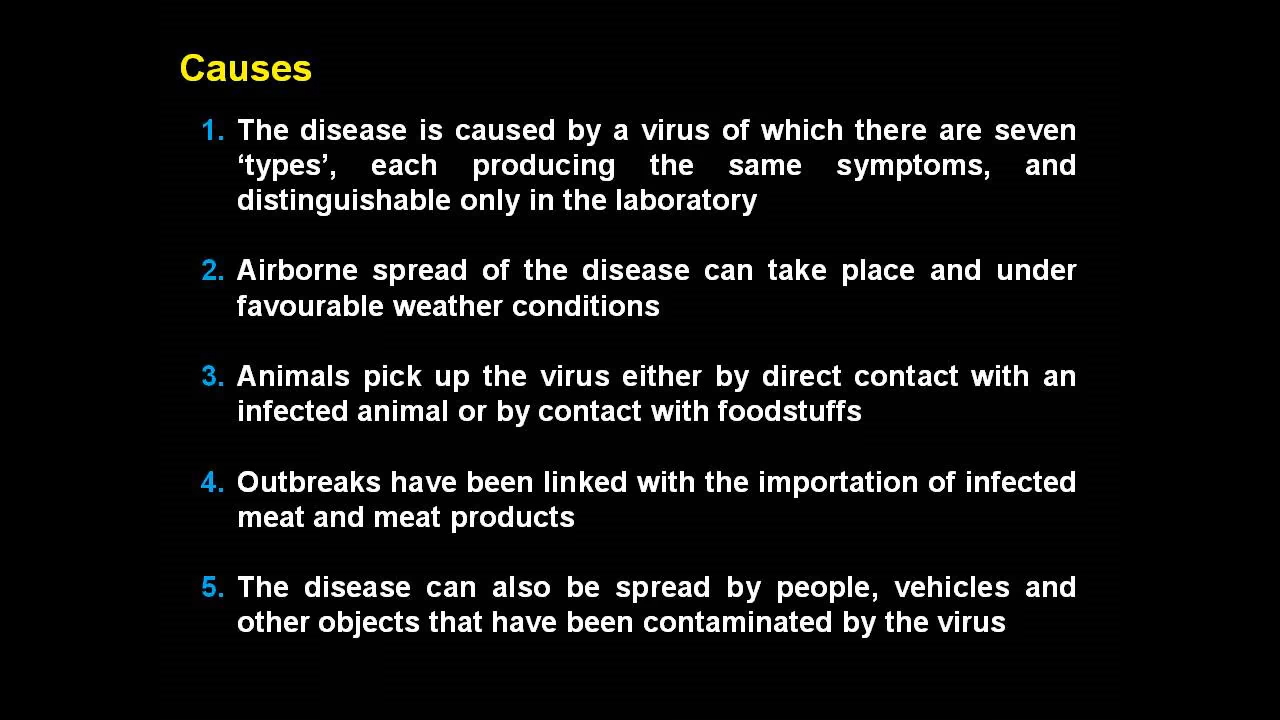 Causes
1. The disease is caused by a virus of which there are seven
‘types’, each producing the same symptoms, and
distinguishable only in the laboratory
2. Airborne spread of the disease can take place and under
favourable weather conditions
3. Animals pick up the virus either by direct contact with an
infected animal or by contact with foodstuffs
4. Outbreaks have been linked with the importation of infected
meat and meat products
5. The disease can also be spread by people, vehicles and
other objects that have been contaminated by the virus